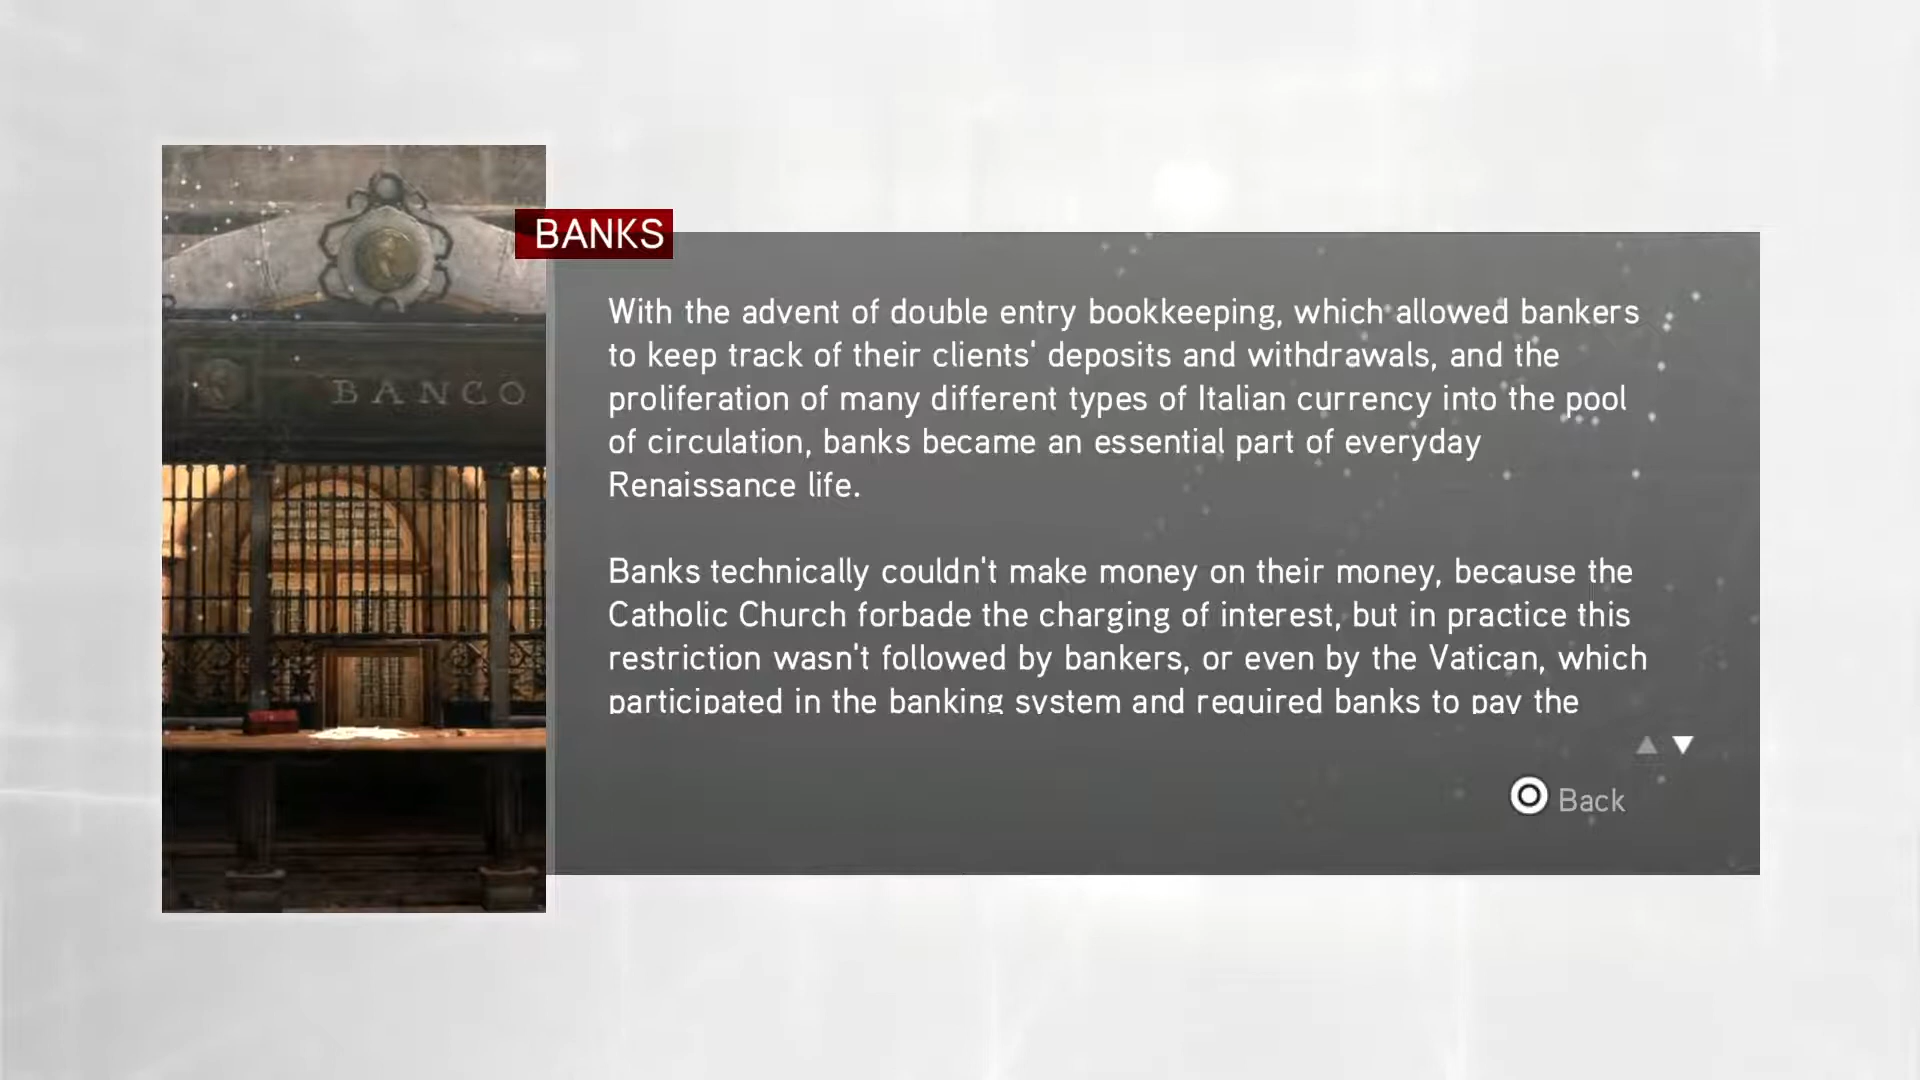 BANKS
BANCO
With the advent of double entry bookkeeping, which allowed bankers
to keep track of their clients' deposits and withdrawals, and the
proliferation of many different types of Italian currency into the pool
of circulation, banks became an essential part of everyday
Renaissance life.
Banks technically couldn't make money on their money, because the
Catholic Church forbade the charging of interest, but in practice this
restriction wasn't followed by bankers, or even by the Vatican, which
participated in the banking system and required banks to pay the
Back